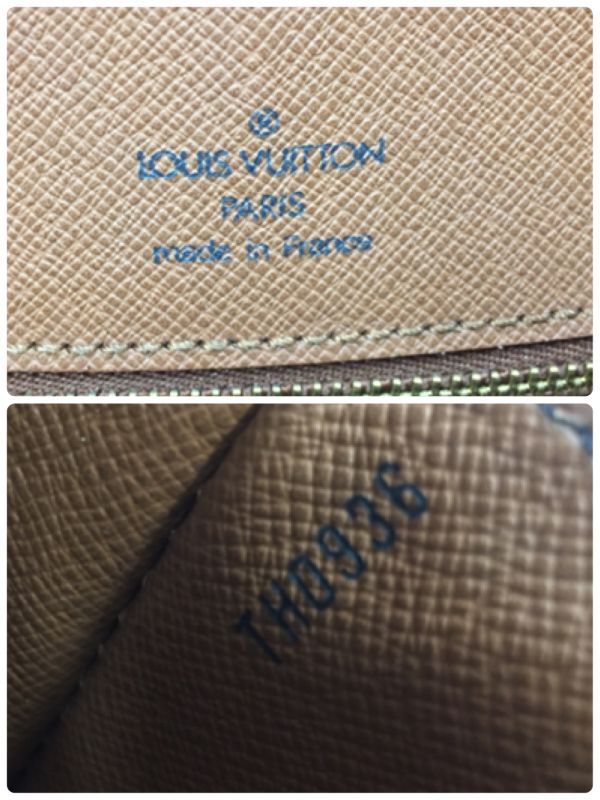 ®
LOUIS VUITTON
PARIS
made in France
TH0936